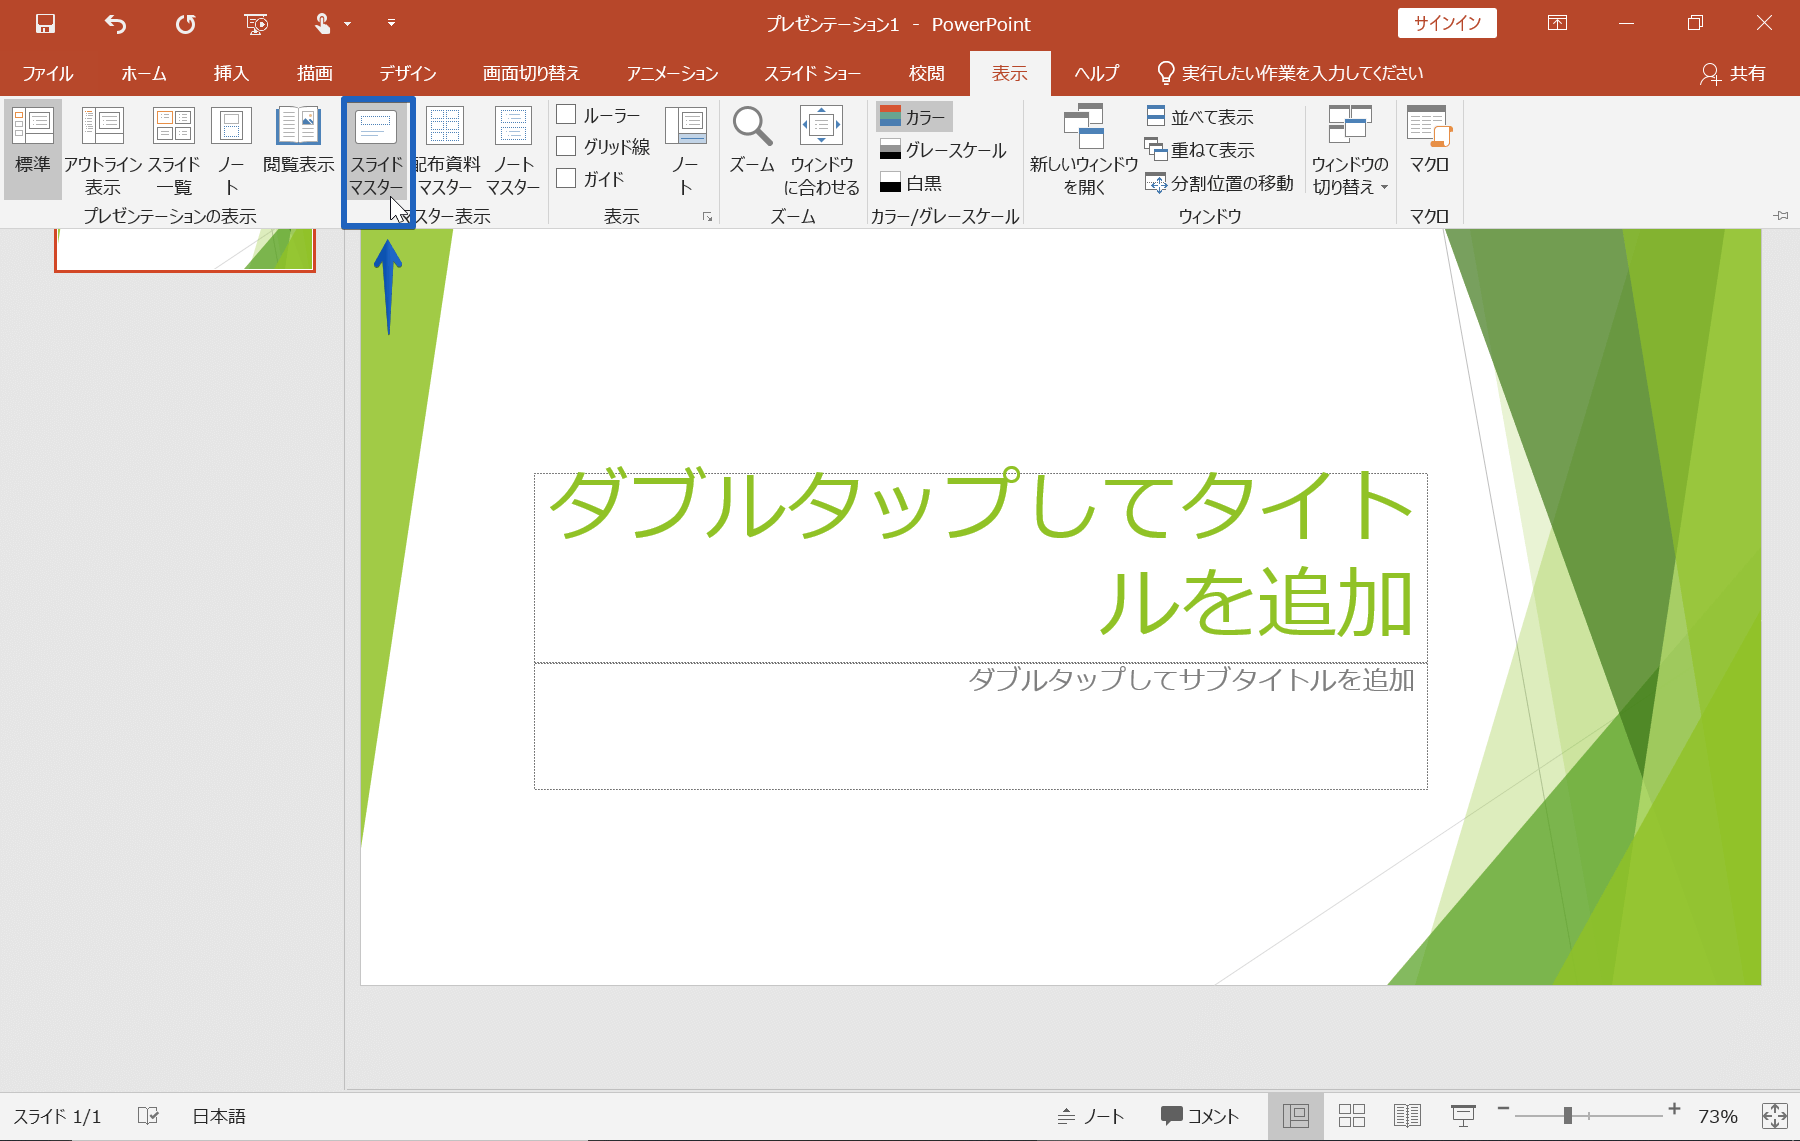 プレゼンテーション1 - PowerPoint
サインイン
ファイル ホーム 挿入 描画 デザイン 画面切り替え アニメーション スライド ショー 校閲 表示 ヘルプ 実行したい作業を入力してください 共有
標準
アウトライン
表示
スライド
一覧
ノー
ト
閲覧表示
プレゼンテーションの表示
スライド
マスター
配布資料
マスター
ノート
マスター
スター表示
ルーラー
グリッド線
ガイド
ノー
ト
表示
ズーム
ウィンドウ
に合わせる
ズーム
カラー
グレースケール
白黒
カラー/グレースケール
新しいウィンドウ
を開く
並べて表示
重ねて表示
分割位置の移動
ウィンドウの
切り替え
ウィンドウ
マクロ
マクロ
ダブルタップしてタイト
ルを追加
ダブルタップしてサブタイトルを追加
スライド 1/1
日本語
ノート
コメント
73%